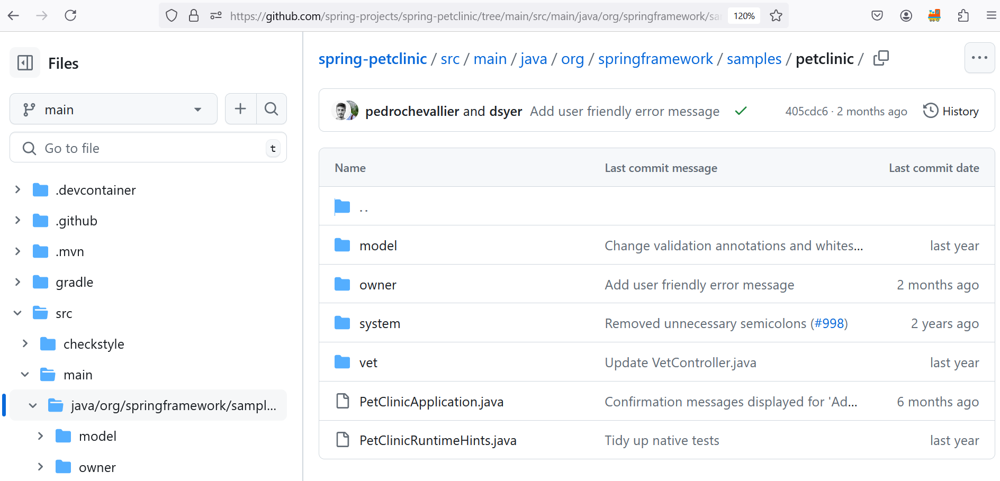 https://github.com/spring-projects/spring-petclinic/tree/main/src/main/java/org/springframework/sa
120%
Files
main
Go to file
t
.devcontainer
.github
.mvn
gradle
src
checkstyle
main
java/org/springframework/sampl...
model
owner
spring-petclinic / src / main / java / org / springframework / samples / petclinic /
pedrochevallier and dsyer Add user friendly error message 405cdc6 · 2 months ago History
Name Last commit message Last commit date
..
model Change validation annotations and whites... last year
owner Add user friendly error message 2 months ago
system Removed unnecessary semicolons (#998) 2 years ago
vet Update VetController.java last year
PetClinicApplication.java Confirmation messages displayed for 'Ad... 6 months ago
PetClinicRuntimeHints.java Tidy up native tests last year